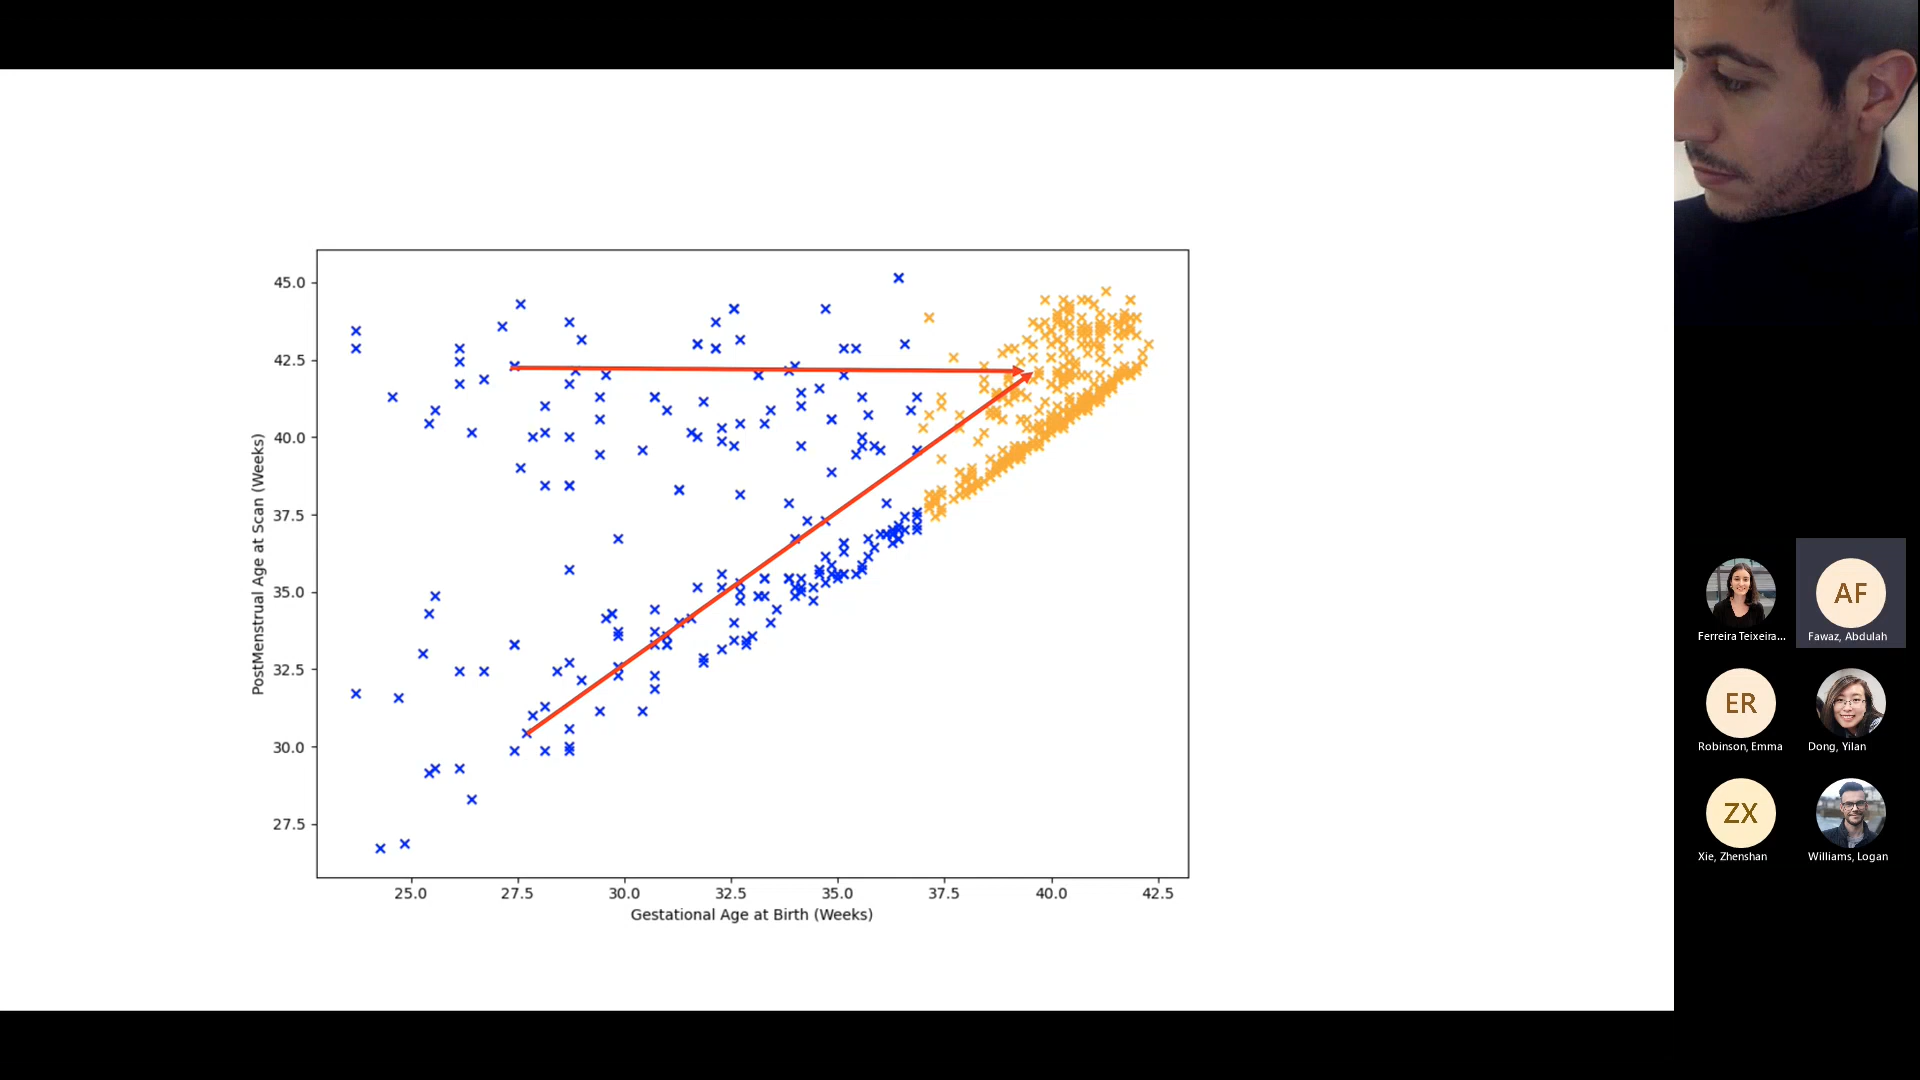 45.0
42.5
40.0
37.5
35.0
32.5
30.0
27.5
PostMenstrual Age at Scan (Weeks)
25.0 27.5 30.0 32.5 35.0 37.5 40.0 42.5
Gestational Age at Birth (Weeks)
AF
Ferreira Teixeira... Fawaz, Abdulah
ER
Robinson, Emma Dong, Yilan
ZX
Xie, Zhenshan Williams, Logan